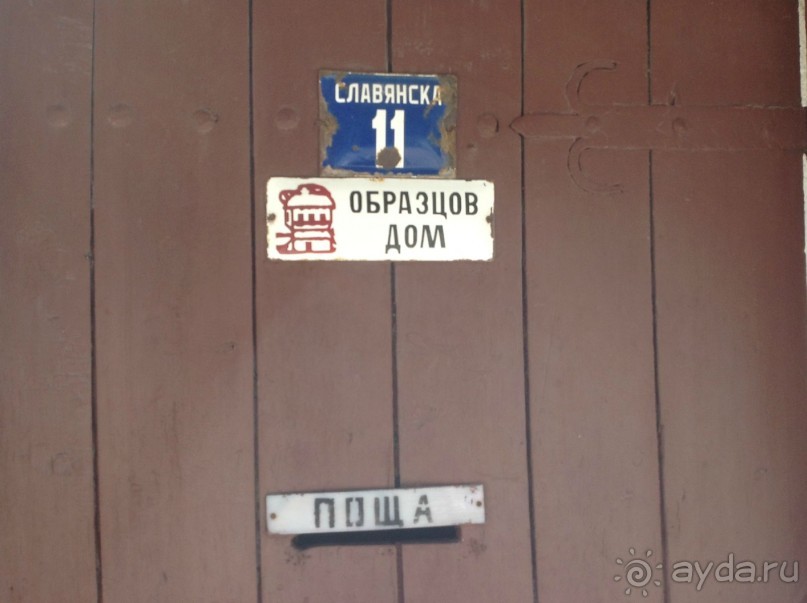 СЛАВЯНСКА
11
ОБРАЗЦОВ
ДОМ
ПОЩА
ayda.ru